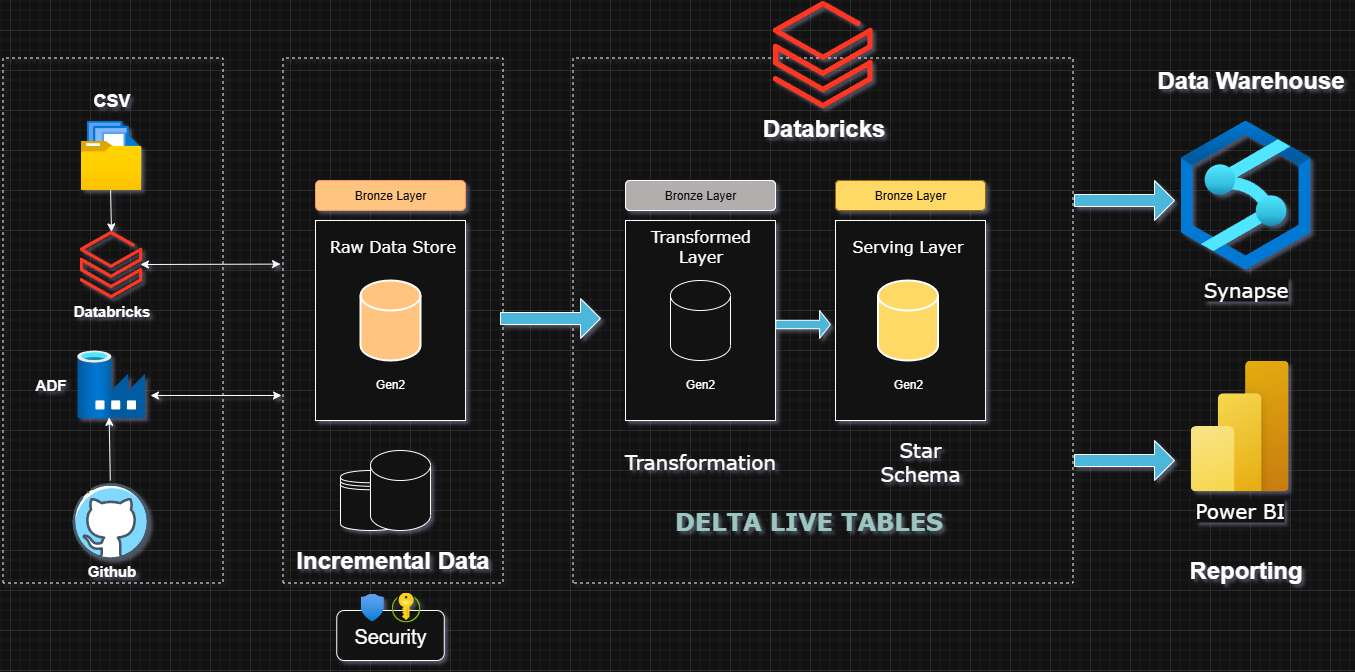 CSV
Databricks
ADF
Github
Bronze Layer
Raw Data Store
Gen2
Incremental Data
Security
Databricks
Bronze Layer
Transformed
Layer
Gen2
Transformation
Bronze Layer
Serving Layer
Gen2
Star
Schema
DELTA LIVE TABLES
Data Warehouse
Synapse
Power BI
Reporting